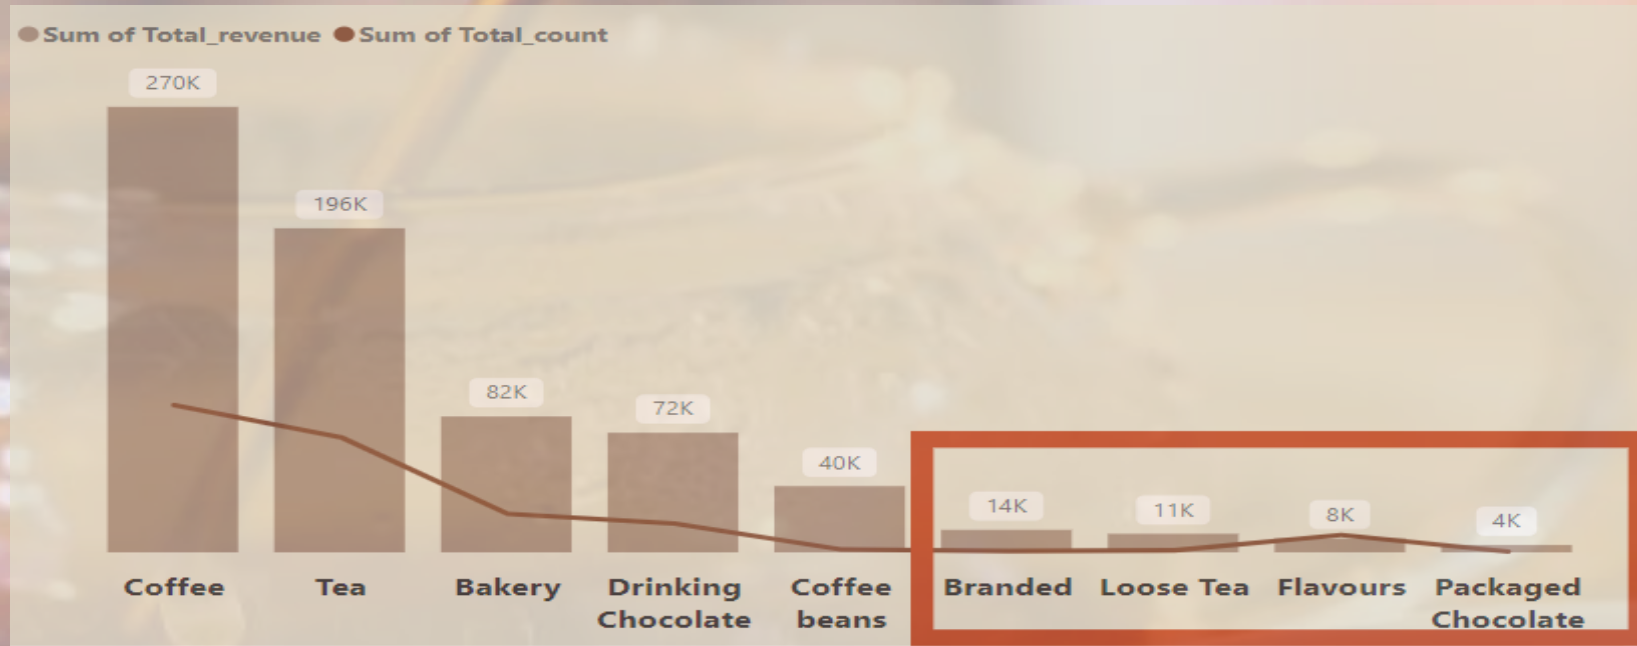 Sum of Total_revenue Sum of Total_count
270K
196K
82K
72K
40K
14K
11K
8K
4K
Coffee Tea Bakery Drinking Chocolate Coffee beans Branded Loose Tea Flavours Packaged Chocolate